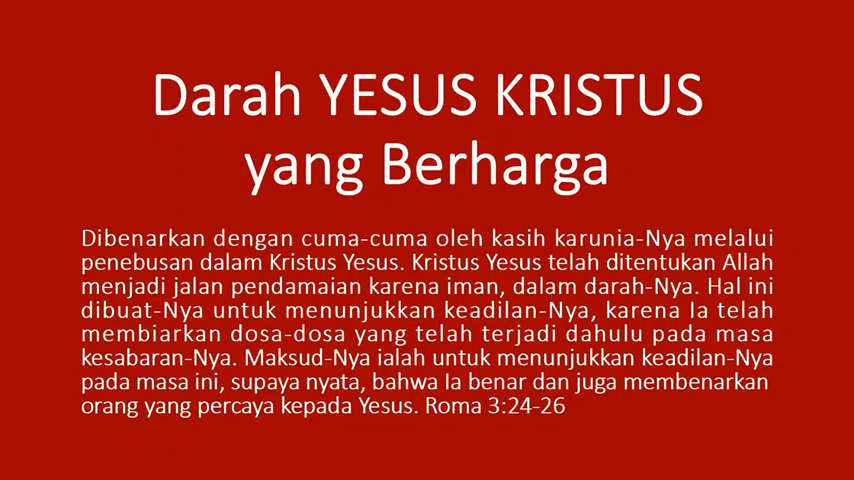 Darah YESUS KRISTUS
yang Berharga
Dibenarkan dengan cuma-cuma oleh kasih karunia-Nya melalui
penebusan dalam Kristus Yesus. Kristus Yesus telah ditentukan Allah
menjadi jalan pendamaian karena iman, dalam darah-Nya. Hal ini
dibuat-Nya untuk menunjukkan keadilan-Nya, karena Ia telah
membiarkan dosa-dosa yang telah terjadi dahulu pada masa
kesabaran-Nya. Maksud-Nya ialah untuk menunjukkan keadilan-Nya
pada masa ini, supaya nyata, bahwa Ia benar dan juga membenarkan
orang yang percaya kepada Yesus. Roma 3:24-26